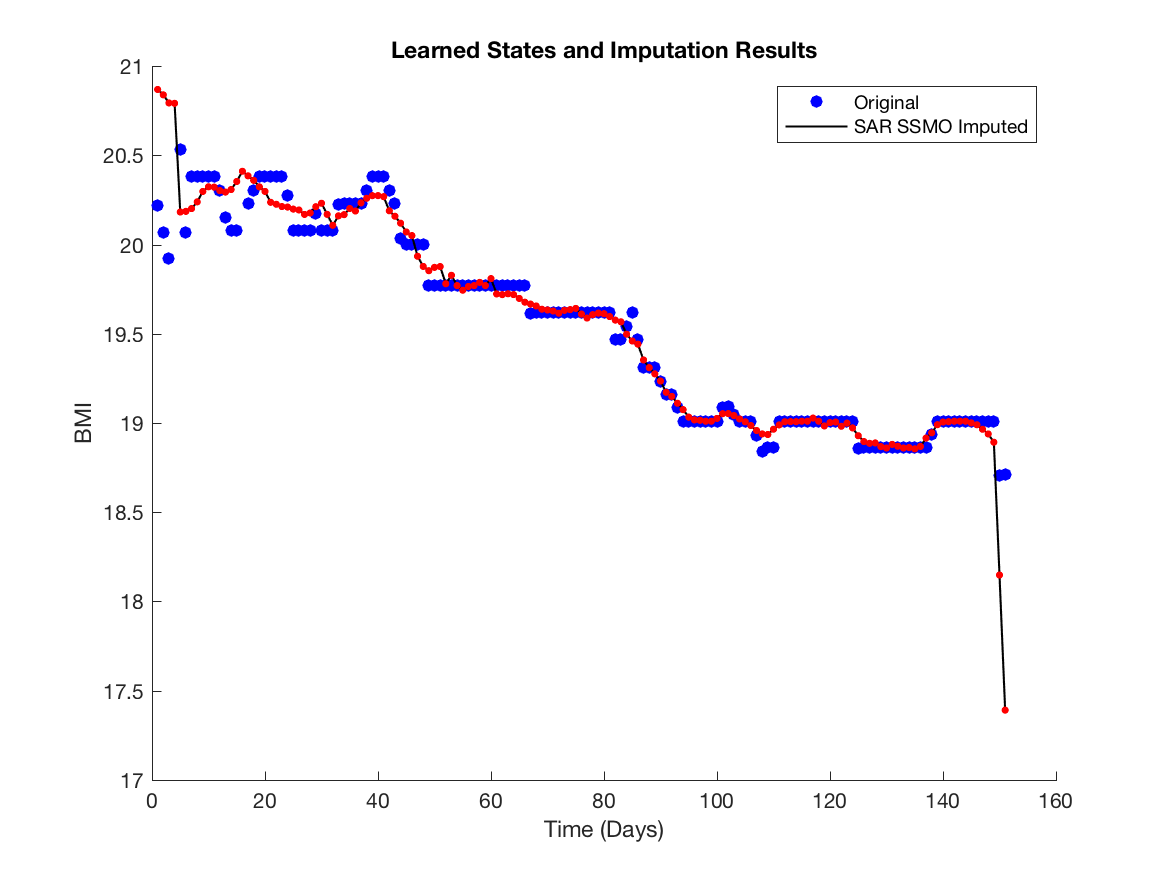 Learned States and Imputation Results
Original
SAR SSMO Imputed
21
20.5
20
19.5
19
18.5
18
17.5
17
BMI
0 20 40 60 80 100 120 140 160
Time (Days)